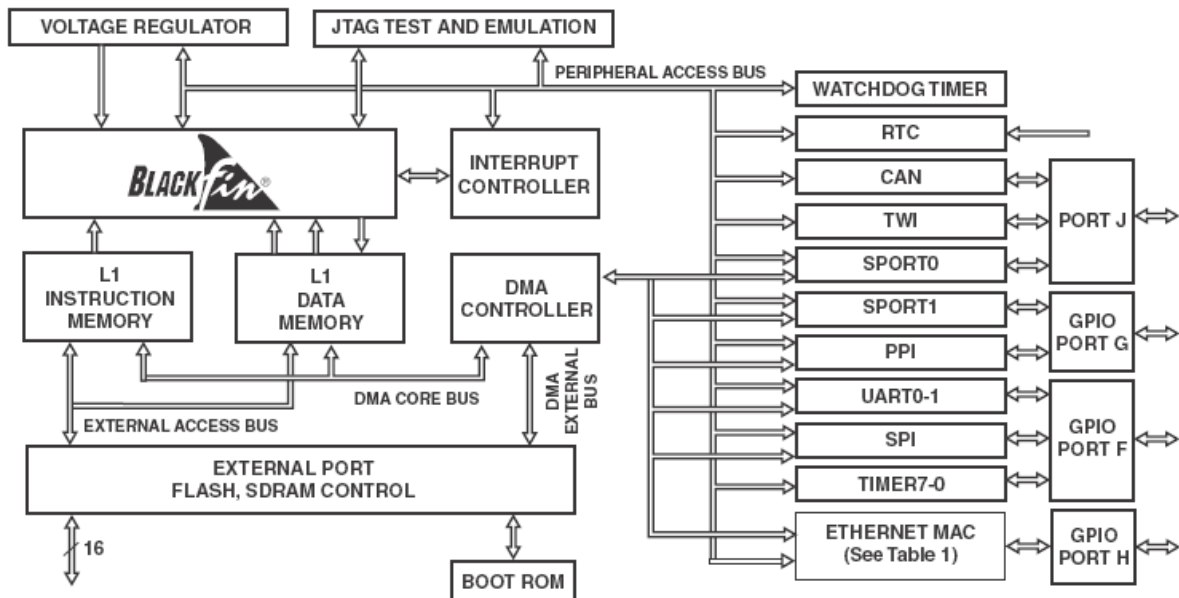 VOLTAGE REGULATOR
JTAG TEST AND EMULATION
PERIPHERAL ACCESS BUS
WATCHDOG TIMER
RTC
BLACKfin®
INTERRUPT
CONTROLLER
CAN
TWI
PORT J
SPORT0
L1
INSTRUCTION
MEMORY
L1
DATA
MEMORY
DMA
CONTROLLER
SPORT1
GPIO
PORT G
PPI
DMA CORE BUS
DMA
EXTERNAL
BUS
EXTERNAL ACCESS BUS
UART0-1
GPIO
PORT F
SPI
TIMER7-0
EXTERNAL PORT
FLASH, SDRAM CONTROL
16
BOOT ROM
ETHERNET MAC
(See Table 1)
GPIO
PORT H